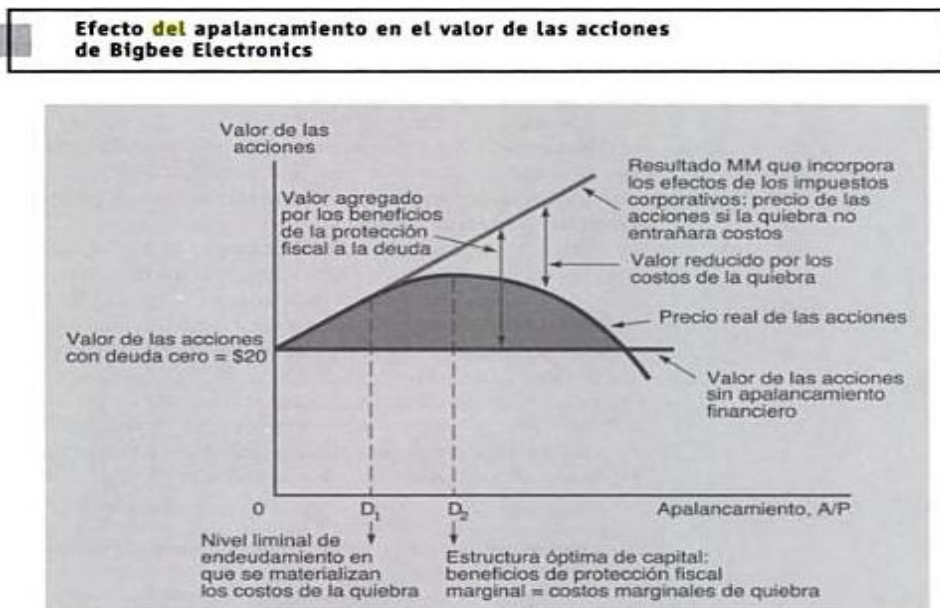 Efecto del apalancamiento en el valor de las acciones
de Bigbee Electronics
Valor de las
acciones
Valor agregado
por los beneficios
de la protección
fiscal a la deuda
Resultado MM que incorpora
los efectos de los impuestos
corporativos: precio de las
acciones si la quiebra no
entrañara costos
Valor reducido por los
costos de la quiebra
Precio real de las acciones
Valor de las acciones
con deuda cero = $20
Valor de las acciones
sin apalancamiento
financiero
0
D1
D2
Apalancamiento, A/P
Nivel liminal de
endeudamiento en
que se materializan
los costos de la quiebra
Estructura óptima de capital:
beneficios de protección fiscal
marginal = costos marginales de quiebra